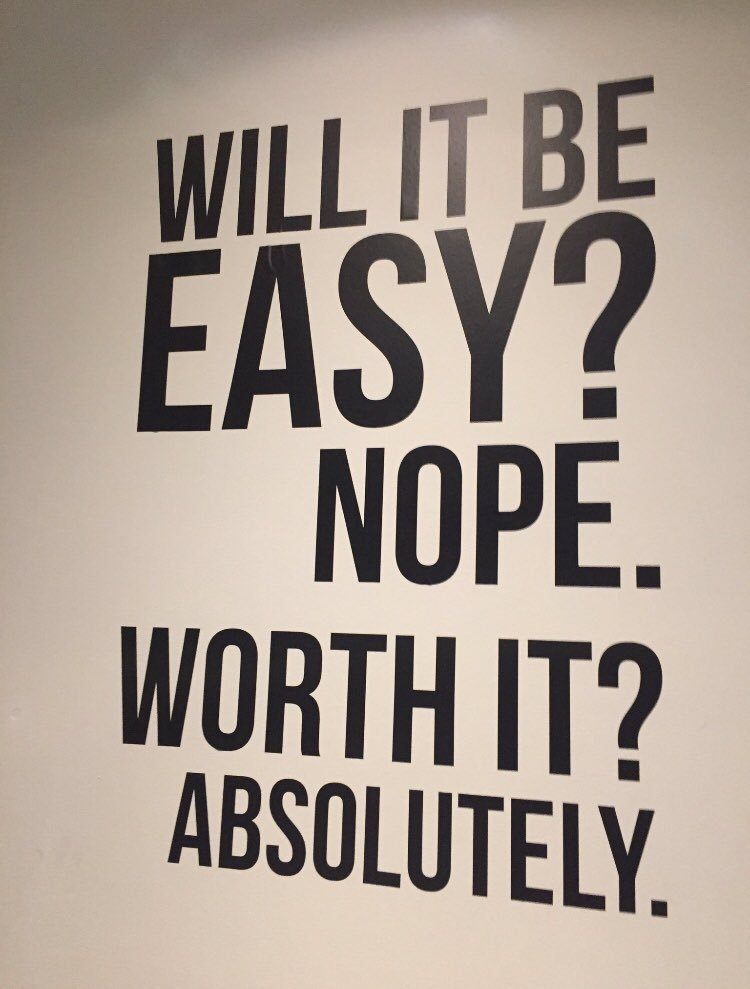 WILL IT BE
EASY?
NOPE.
WORTH IT?
ABSOLUTELY.